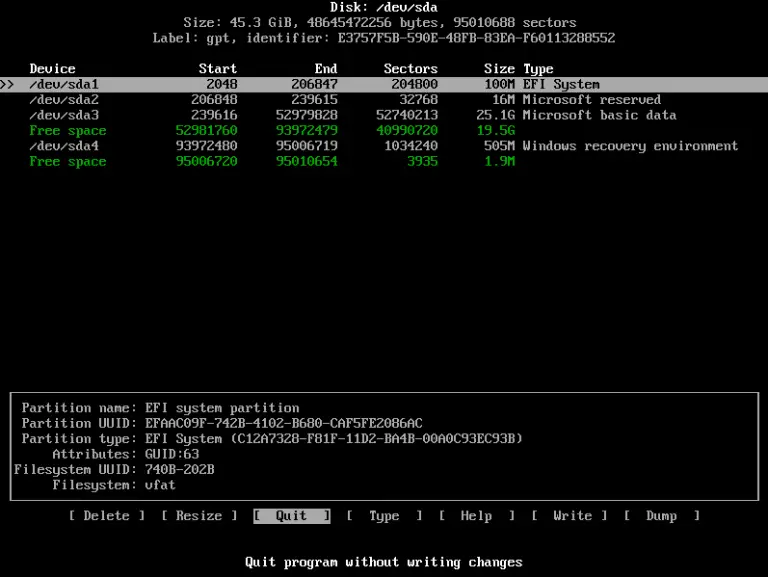 Disk: /dev/sda
Size: 45.3 GiB, 48645472256 bytes, 95010688 sectors
Label: gpt, identifier: E3757F5B-590E-48FB-83EA-F60113288552
Device Start End Sectors Size Type
>> /dev/sda1 2048 206847 204800 100M EFI System
/dev/sda2 206848 239615 32768 16M Microsoft reserved
/dev/sda3 239616 52979828 52740213 25.1G Microsoft basic data
Free space 52981760 93972479 40990720 19.5G
/dev/sda4 93972480 95006719 1034240 505M Windows recovery environment
Free space 95006720 95010654 3935 1.9M
Partition name: EFI system partition
Partition UUID: EFAAC09F-742B-4102-B680-CAF5FE2086AC
Partition type: EFI System (C12A7328-F81F-11D2-BA4B-00A0C93EC93B)
Attributes: GUID:63
Filesystem UUID: 740B-202B
Filesystem: vfat
[ Delete ] [ Resize ] [ Quit ] [ Type ] [ Help ] [ Write ] [ Dump ]
Quit program without writing changes